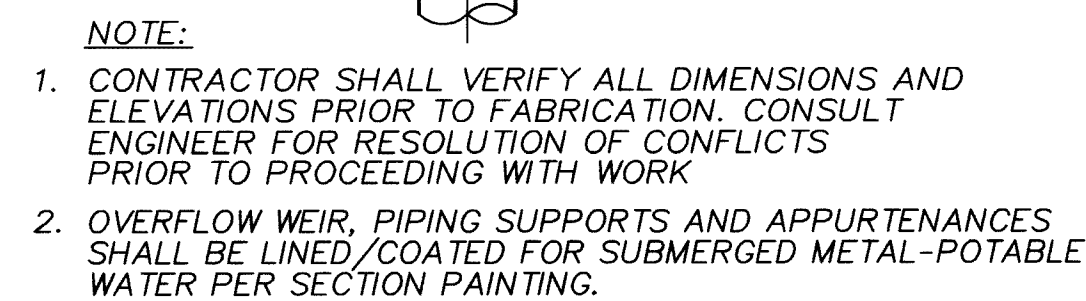 NOTE:
1. CONTRACTOR SHALL VERIFY ALL DIMENSIONS AND
ELEVATIONS PRIOR TO FABRICATION. CONSULT
ENGINEER FOR RESOLUTION OF CONFLICTS
PRIOR TO PROCEEDING WITH WORK
2. OVERFLOW WEIR, PIPING SUPPORTS AND APPURTENANCES
SHALL BE LINED/COATED FOR SUBMERGED METAL-POTABLE
WATER PER SECTION PAINTING.